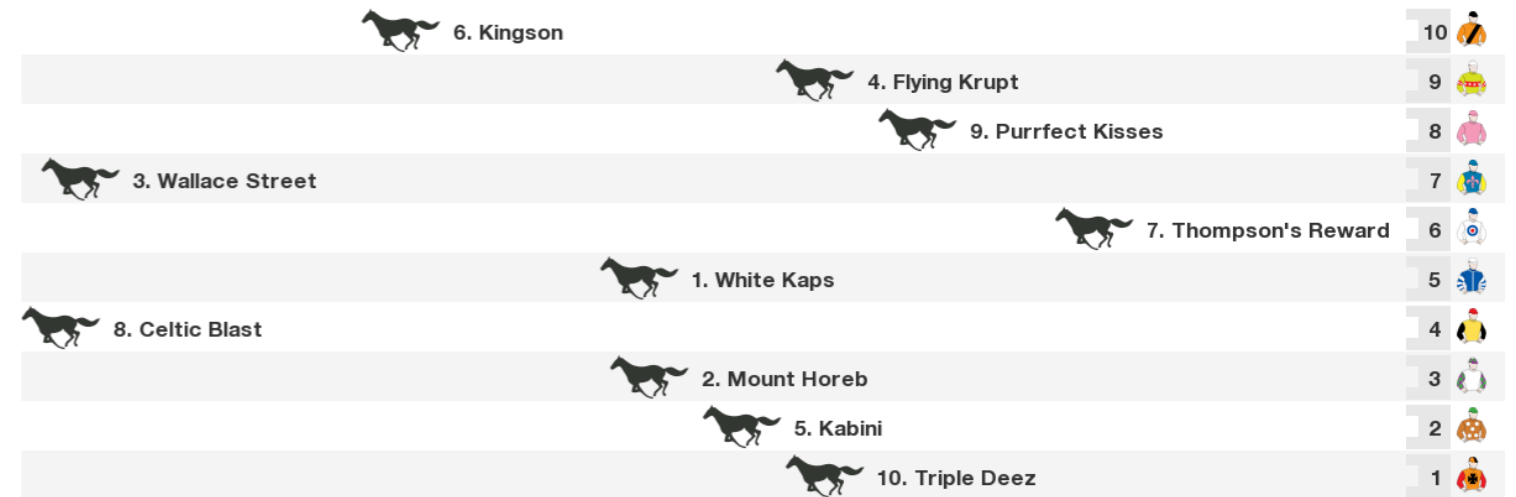 6. Kingson 10
4. Flying Krupt 9
9. Purrfect Kisses 8
3. Wallace Street 7
7. Thompson's Reward 6
1. White Kaps 5
8. Celtic Blast 4
2. Mount Horeb 3
5. Kabini 2
10. Triple Deez 1